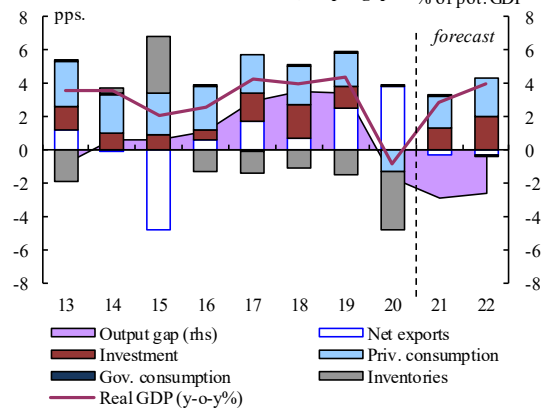 % of pot. GDP
pps.
forecast
8 8
6 6
4 4
2 2
0 0
-2 -2
-4 -4
-6 -6
-8 -8
13 14 15 16 17 18 19 20 21 22
Output gap (rhs) Net exports
Investment Priv. consumption
Gov. consumption Inventories
Real GDP (y-o-y%)